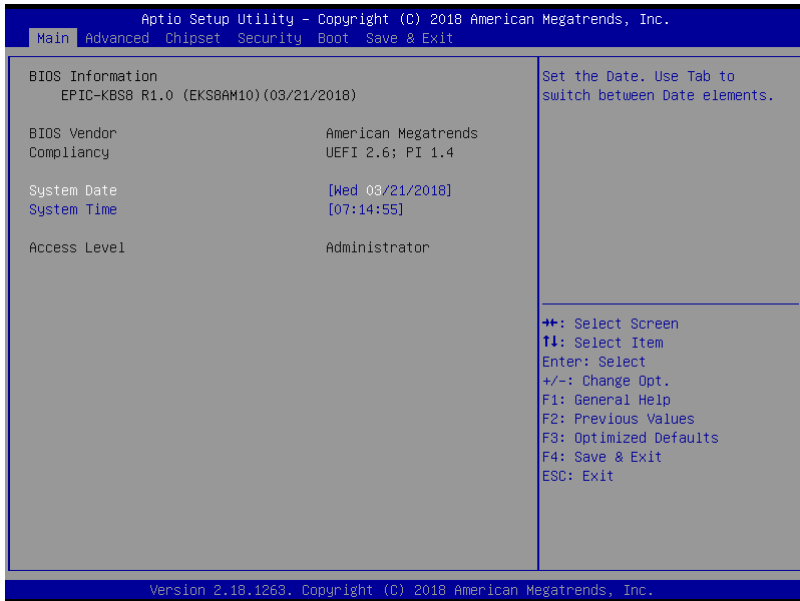 Aptio Setup Utility – Copyright (C) 2018 American Megatrends, Inc.
Main Advanced Chipset Security Boot Save & Exit
BIOS Information
EPIC-KBS8 R1.0 (EKS8AM10)(03/21/2018)
BIOS Vendor American Megatrends
Compliancy UEFI 2.6; PI 1.4
System Date [Wed 03/21/2018]
System Time [07:14:55]
Access Level Administrator
Set the Date. Use Tab to
switch between Date elements.
→←: Select Screen
↑↓: Select Item
Enter: Select
+/-: Change Opt.
F1: General Help
F2: Previous Values
F3: Optimized Defaults
F4: Save & Exit
ESC: Exit
Version 2.18.1263. Copyright (C) 2018 American Megatrends, Inc.